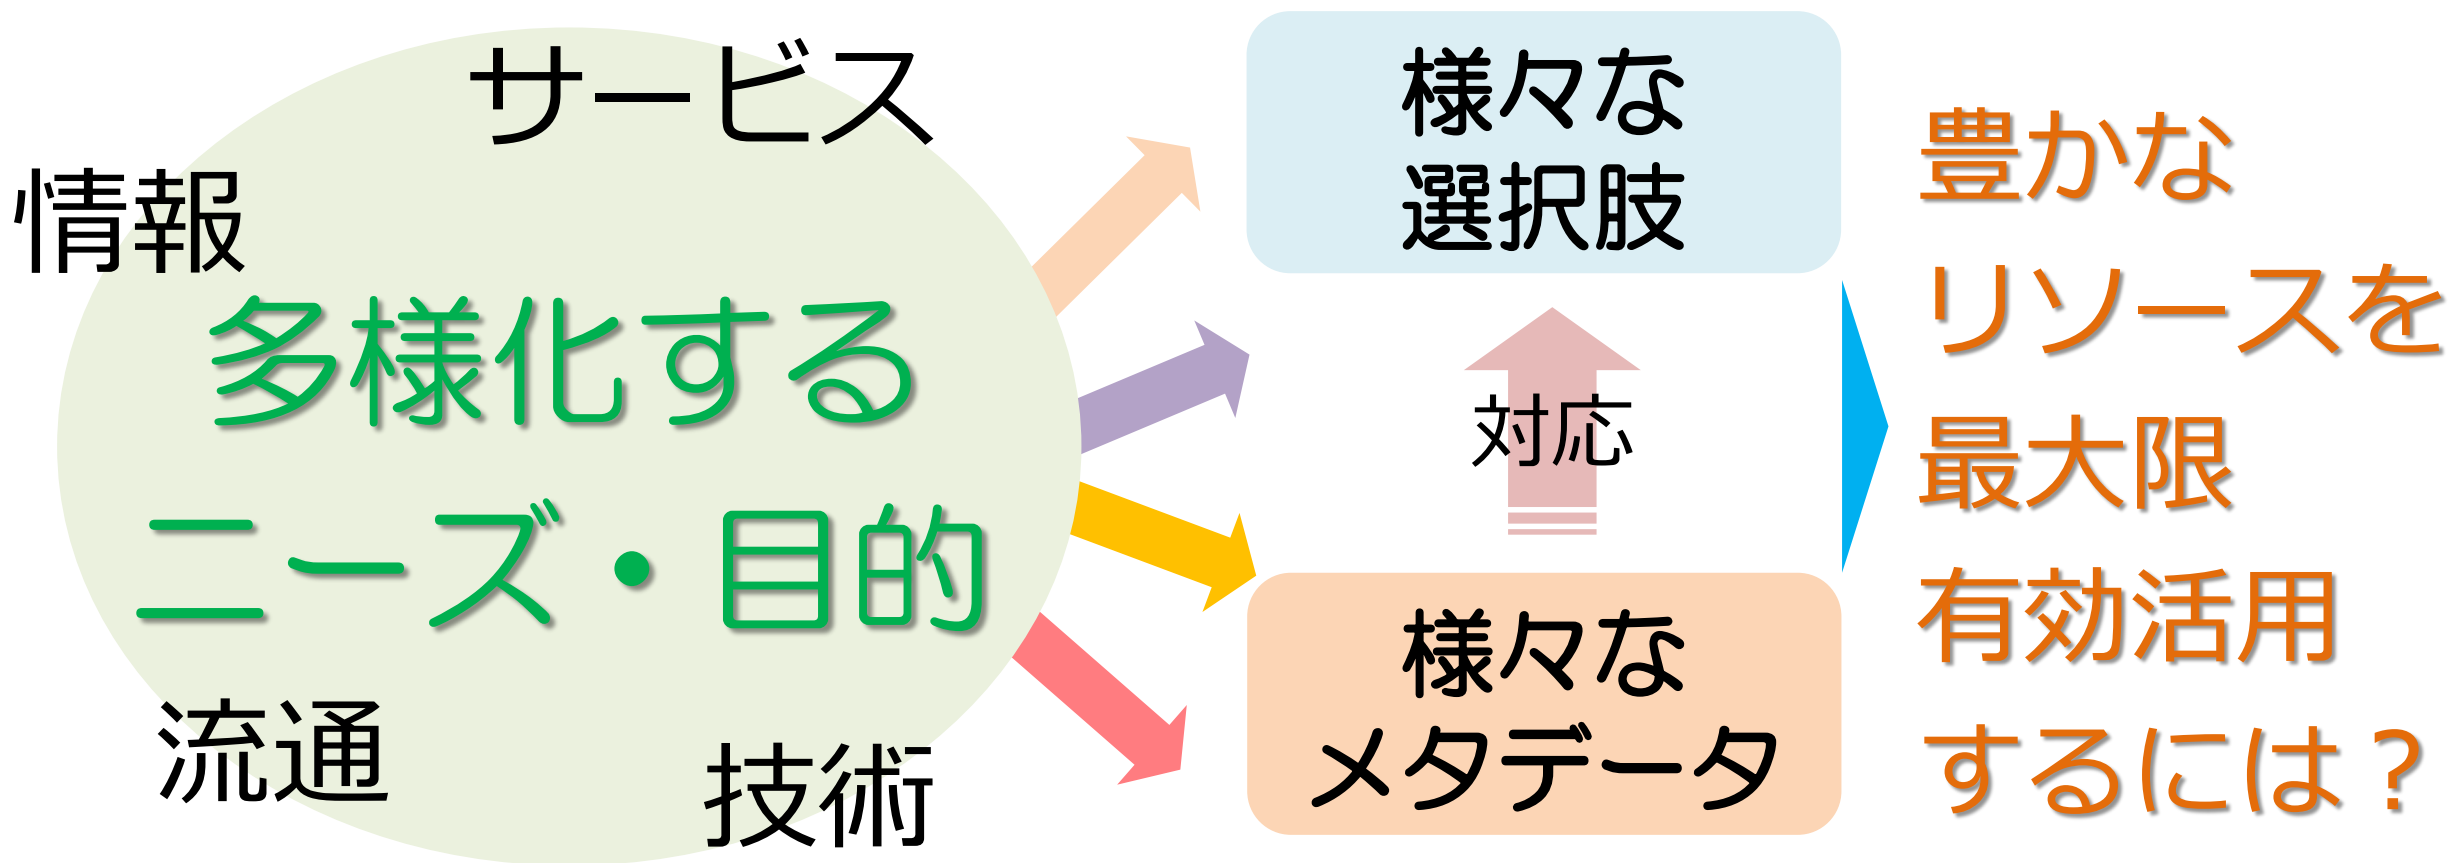 サービス
情報
多様化する
ニーズ・目的
流通
技術
様々な
選択肢
対応
様々な
メタデータ
豊かな
リソースを
最大限
有効活用
するには？